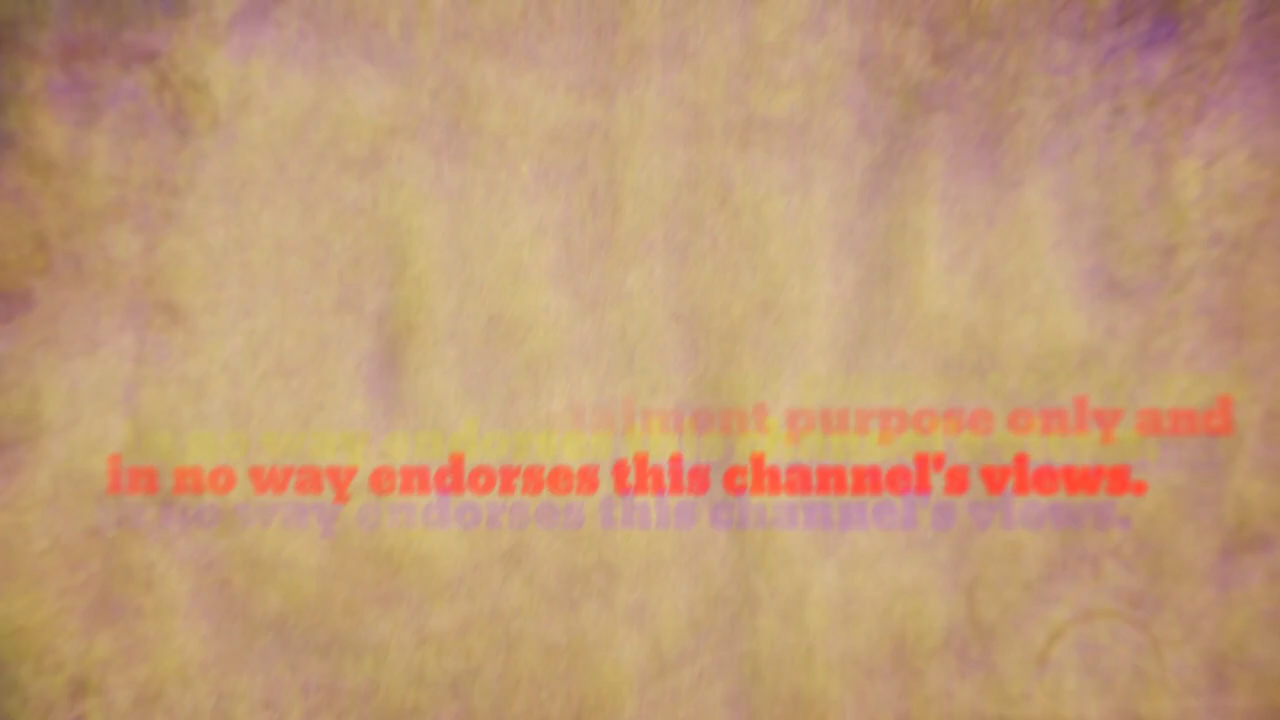 purpose only and
in no way endorses this channel's views.